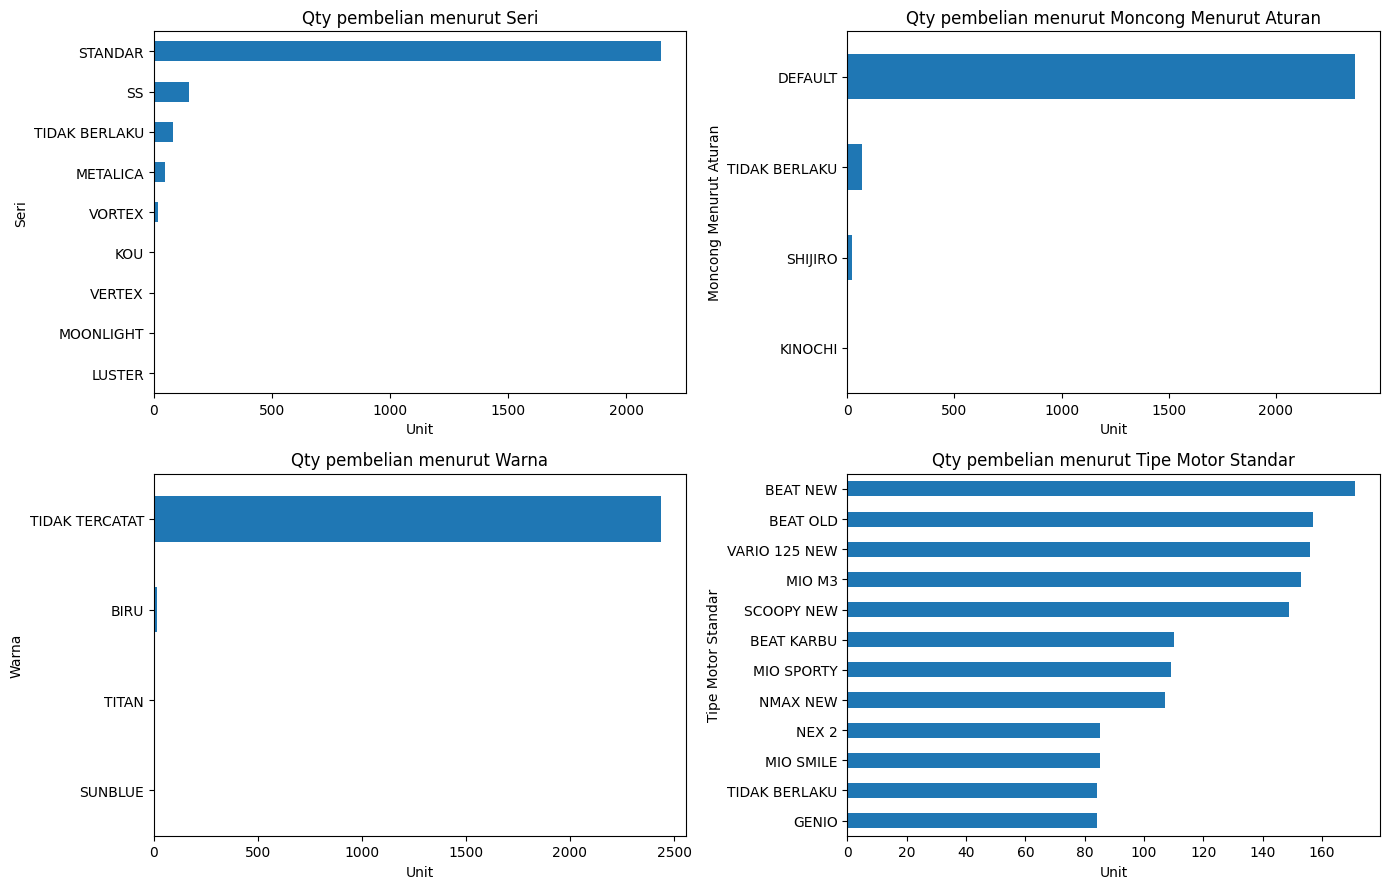 Qty pembelian menurut Seri
Seri
STANDAR
SS
TIDAK BERLAKU
METALICA
VORTEX
KOU
VERTEX
MOONLIGHT
LUSTER
0 500 1000 1500 2000
Unit
Qty pembelian menurut Moncong Menurut Aturan
Moncong Menurut Aturan
DEFAULT
TIDAK BERLAKU
SHIJIRO
KINOCHI
0 500 1000 1500 2000
Unit
Qty pembelian menurut Warna
Warna
TIDAK TERCATAT
BIRU
TITAN
SUNBLUE
0 500 1000 1500 2000 2500
Unit
Qty pembelian menurut Tipe Motor Standar
Tipe Motor Standar
BEAT NEW
BEAT OLD
VARIO 125 NEW
MIO M3
SCOOPY NEW
BEAT KARBU
MIO SPORTY
NMAX NEW
NEX 2
MIO SMILE
TIDAK BERLAKU
GENIO
0 20 40 60 80 100 120 140 160
Unit